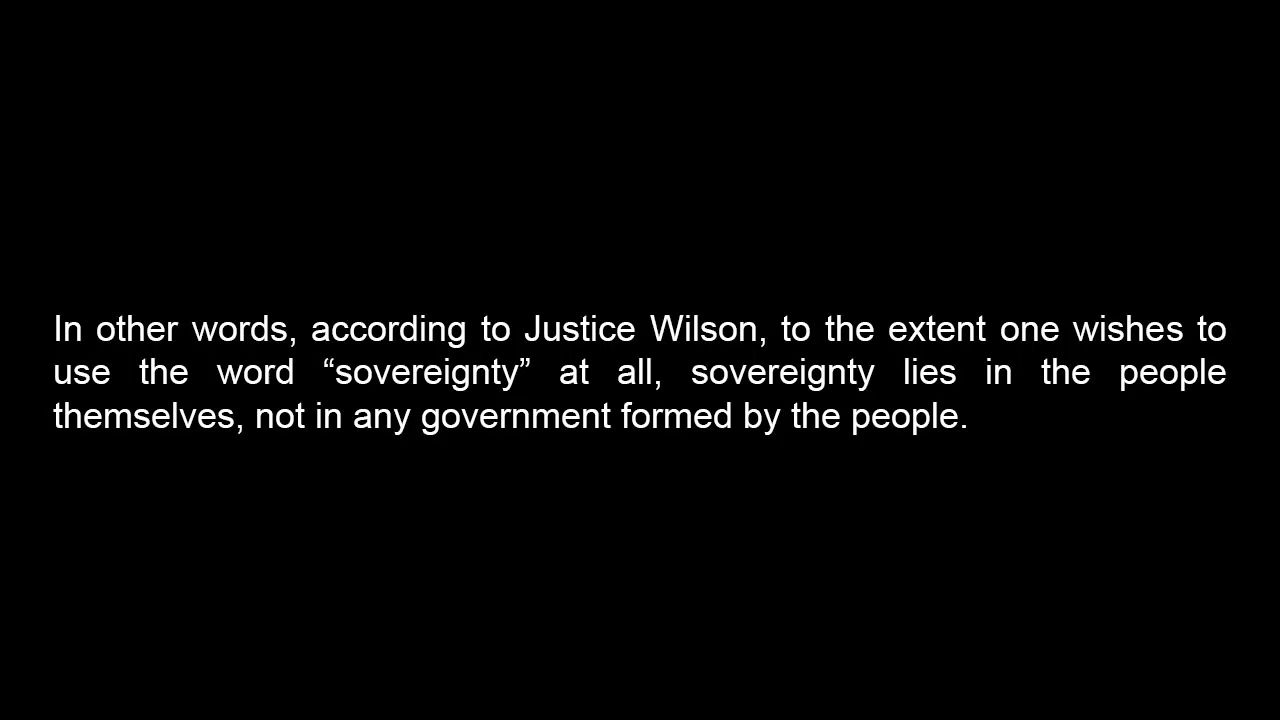 In other words, according to Justice Wilson, to the extent one wishes to
use the word “sovereignty” at all, sovereignty lies in the people
themselves, not in any government formed by the people.